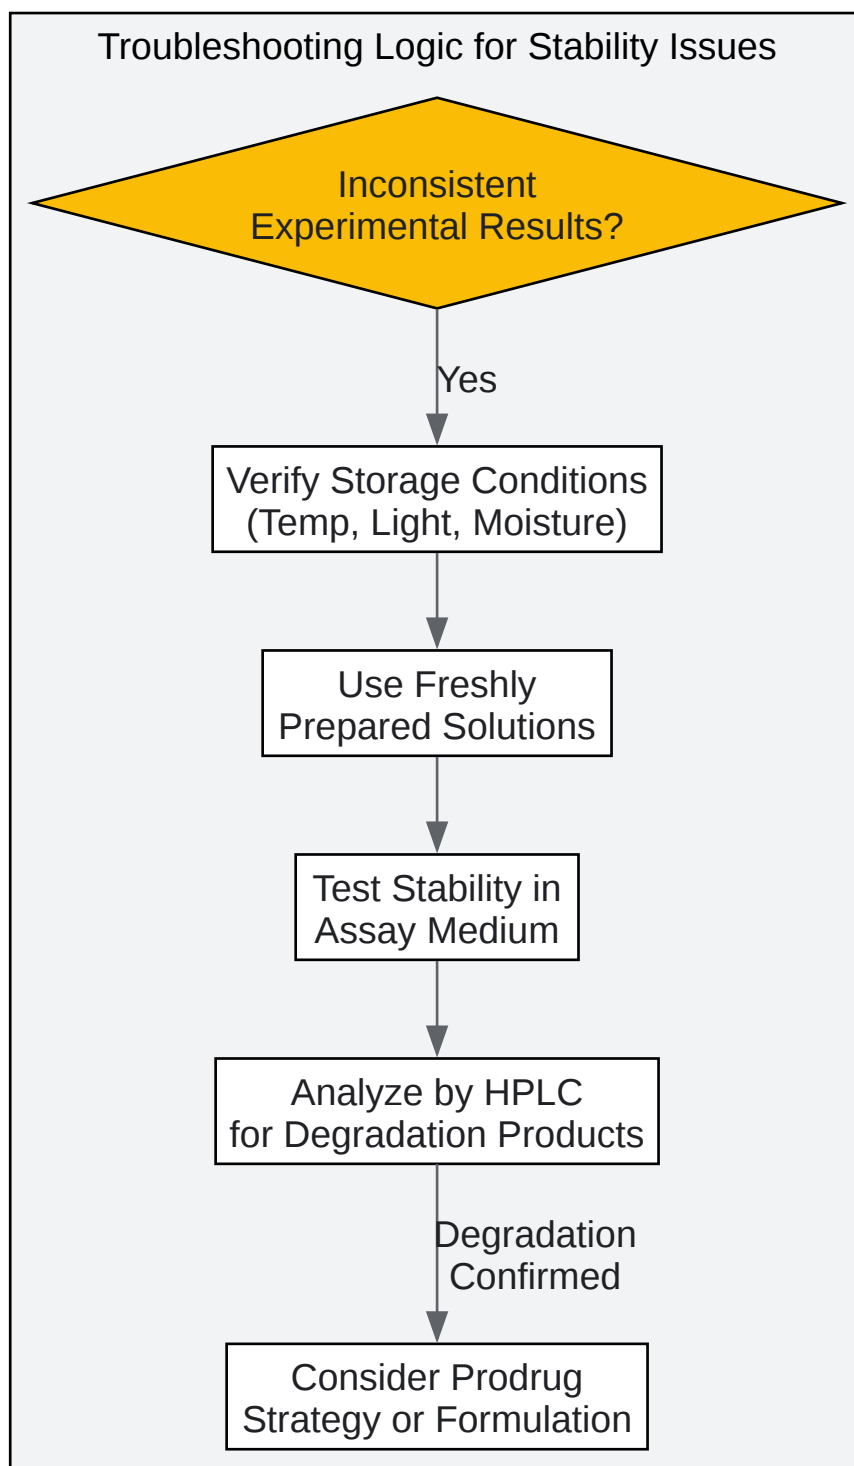 Troubleshooting Logic for Stability Issues
Inconsistent
Experimental Results?
Yes
Verify Storage Conditions
(Temp, Light, Moisture)
Use Freshly
Prepared Solutions
Test Stability in
Assay Medium
Analyze by HPLC
for Degradation Products
Degradation
Confirmed
Consider Prodrug
Strategy or Formulation